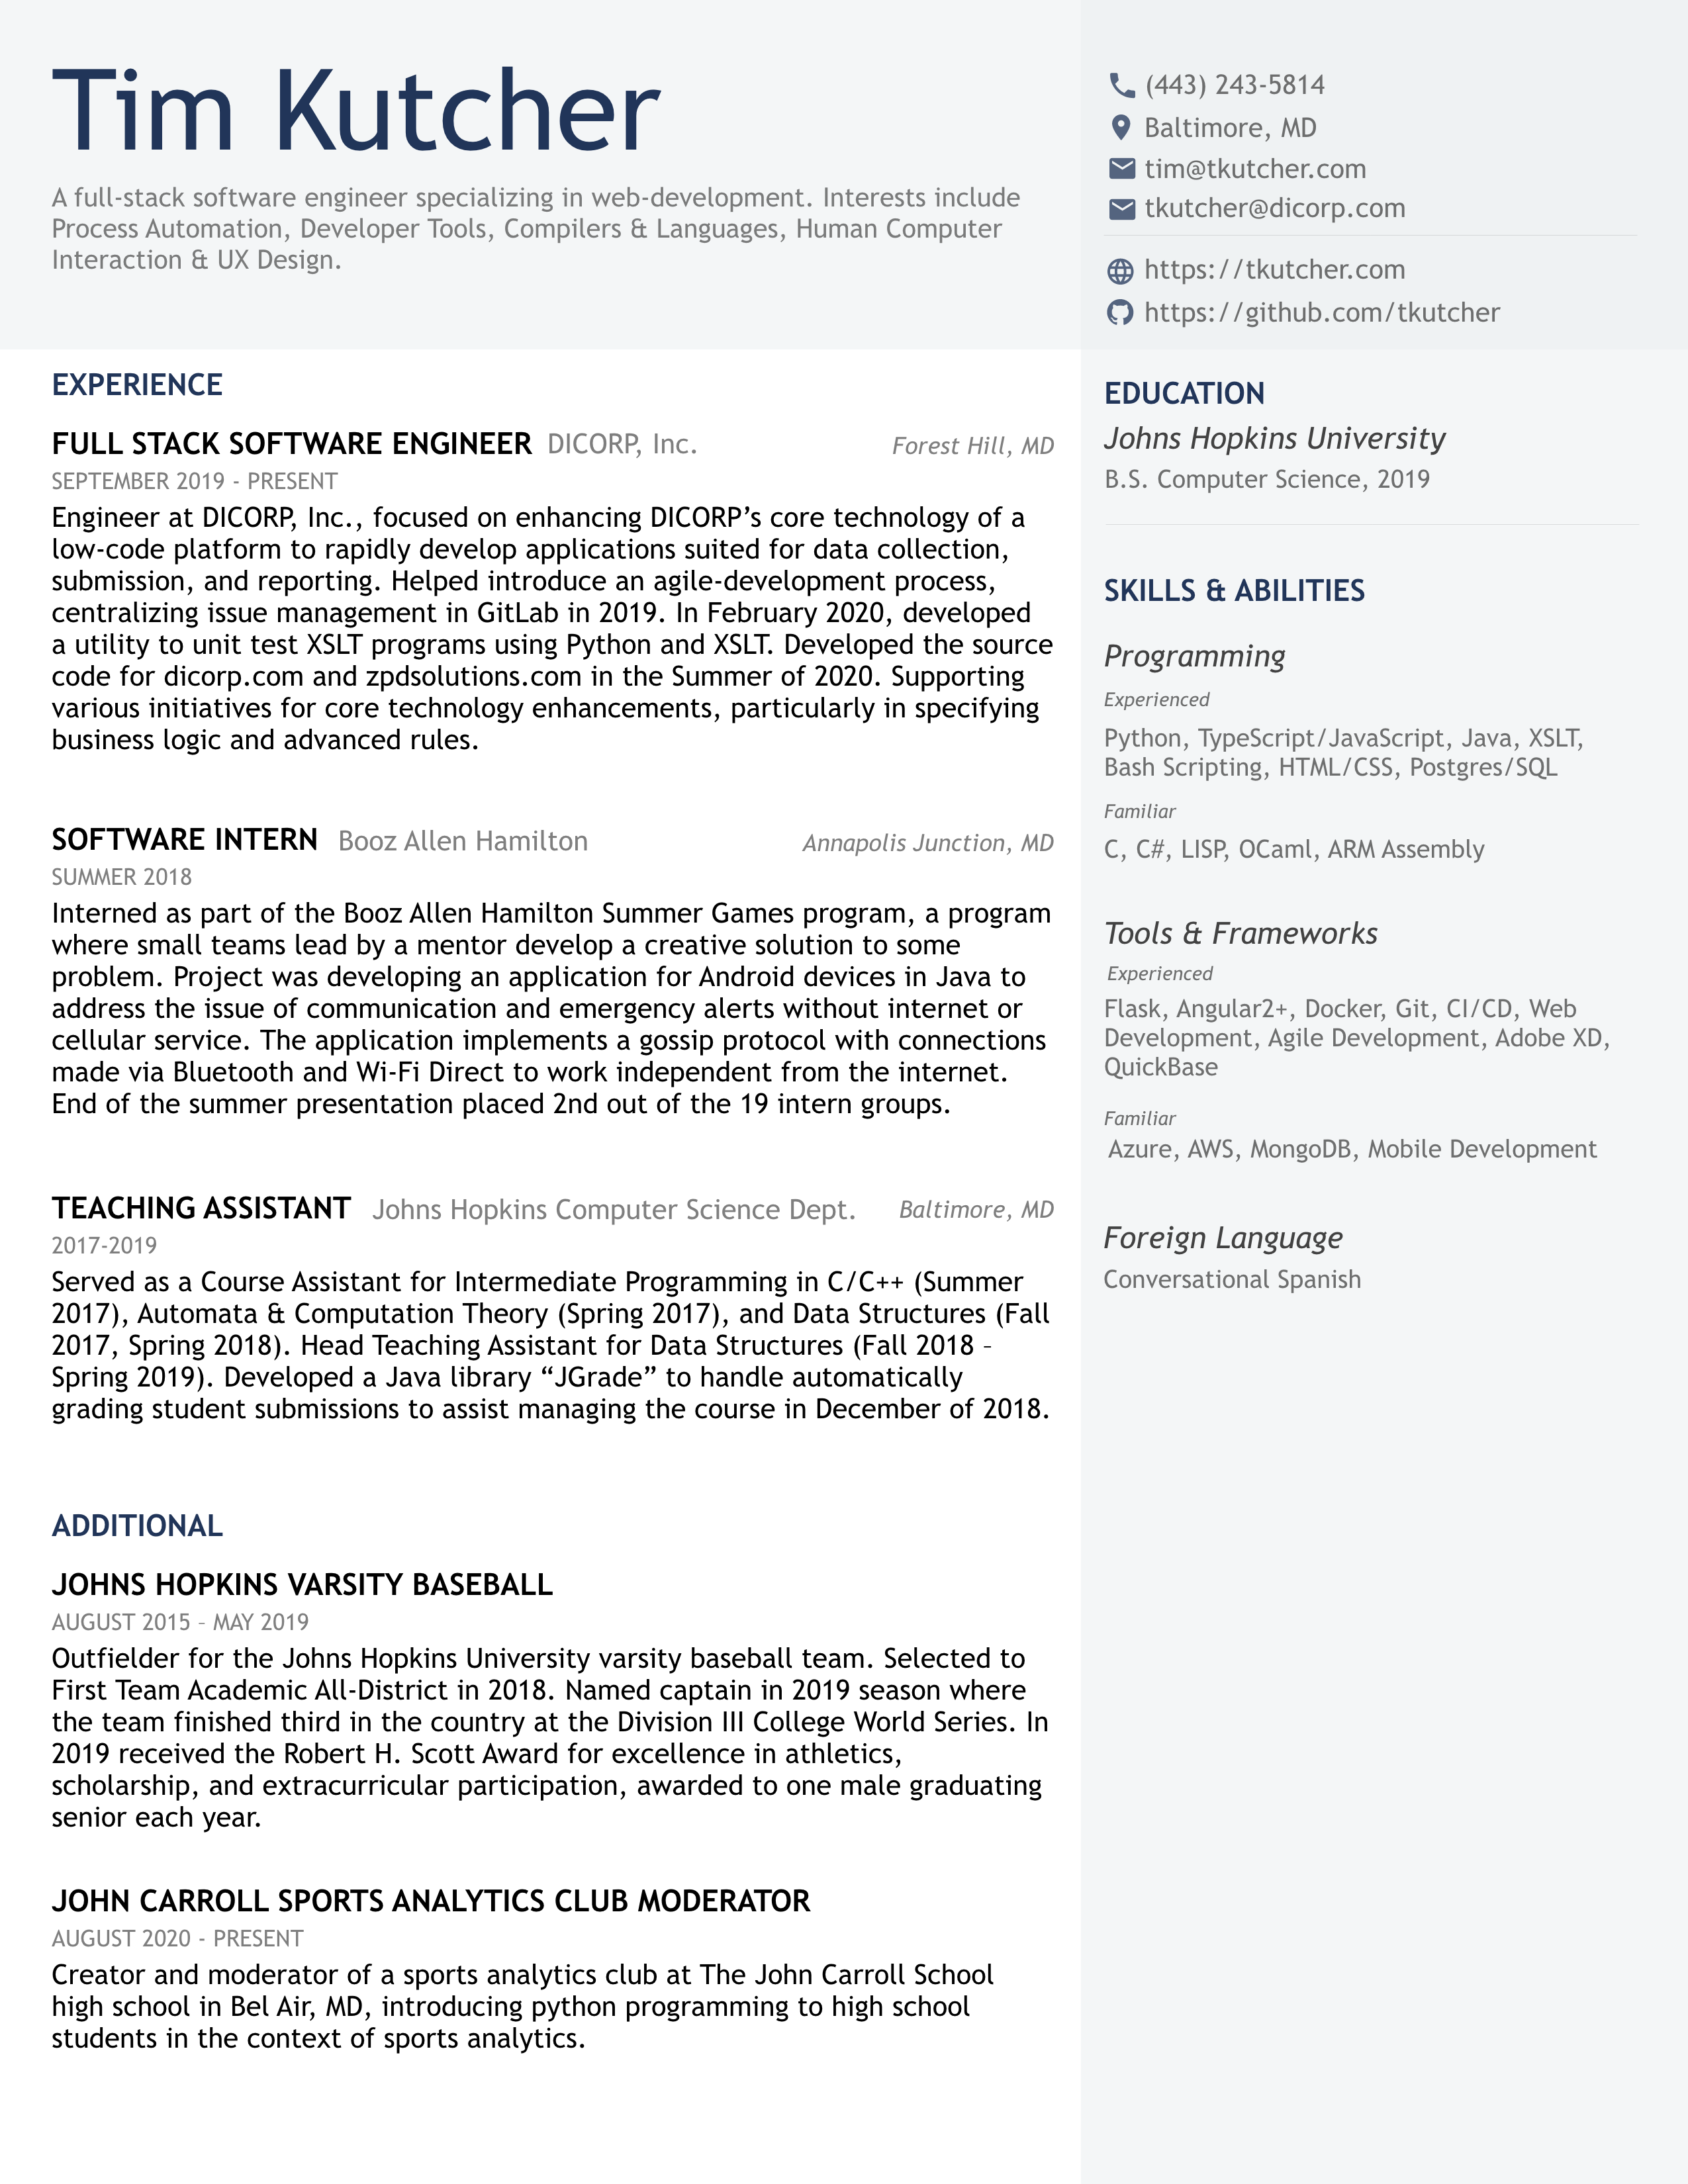 Tim Kutcher
A full-stack software engineer specializing in web-development. Interests include
Process Automation, Developer Tools, Compilers & Languages, Human Computer
Interaction & UX Design.
(443) 243-5814
Baltimore, MD
tim@tkutcher.com
tkutcher@dicorp.com
https://tkutcher.com
https://github.com/tkutcher
EXPERIENCE
FULL STACK SOFTWARE ENGINEER DICORP, Inc. Forest Hill, MD
SEPTEMBER 2019 - PRESENT
Engineer at DICORP, Inc., focused on enhancing DICORP’s core technology of a
low-code platform to rapidly develop applications suited for data collection,
submission, and reporting. Helped introduce an agile-development process,
centralizing issue management in GitLab in 2019. In February 2020, developed
a utility to unit test XSLT programs using Python and XSLT. Developed the source
code for dicorp.com and zpdsolutions.com in the Summer of 2020. Supporting
various initiatives for core technology enhancements, particularly in specifying
business logic and advanced rules.
SOFTWARE INTERN Booz Allen Hamilton Annapolis Junction, MD
SUMMER 2018
Interned as part of the Booz Allen Hamilton Summer Games program, a program
where small teams lead by a mentor develop a creative solution to some
problem. Project was developing an application for Android devices in Java to
address the issue of communication and emergency alerts without internet or
cellular service. The application implements a gossip protocol with connections
made via Bluetooth and Wi-Fi Direct to work independent from the internet.
End of the summer presentation placed 2nd out of the 19 intern groups.
TEACHING ASSISTANT Johns Hopkins Computer Science Dept. Baltimore, MD
2017-2019
Served as a Course Assistant for Intermediate Programming in C/C++ (Summer
2017), Automata & Computation Theory (Spring 2017), and Data Structures (Fall
2017, Spring 2018). Head Teaching Assistant for Data Structures (Fall 2018 –
Spring 2019). Developed a Java library “JGrade” to handle automatically
grading student submissions to assist managing the course in December of 2018.
ADDITIONAL
JOHNS HOPKINS VARSITY BASEBALL
AUGUST 2015 – MAY 2019
Outfielder for the Johns Hopkins University varsity baseball team. Selected to
First Team Academic All-District in 2018. Named captain in 2019 season where
the team finished third in the country at the Division III College World Series. In
2019 received the Robert H. Scott Award for excellence in athletics,
scholarship, and extracurricular participation, awarded to one male graduating
senior each year.
JOHN CARROLL SPORTS ANALYTICS CLUB MODERATOR
AUGUST 2020 - PRESENT
Creator and moderator of a sports analytics club at The John Carroll School
high school in Bel Air, MD, introducing python programming to high school
students in the context of sports analytics.
EDUCATION
Johns Hopkins University
B.S. Computer Science, 2019
SKILLS & ABILITIES
Programming
Experienced
Python, TypeScript/JavaScript, Java, XSLT,
Bash Scripting, HTML/CSS, Postgres/SQL
Familiar
C, C#, LISP, OCaml, ARM Assembly
Tools & Frameworks
Experienced
Flask, Angular2+, Docker, Git, CI/CD, Web
Development, Agile Development, Adobe XD,
QuickBase
Familiar
Azure, AWS, MongoDB, Mobile Development
Foreign Language
Conversational Spanish